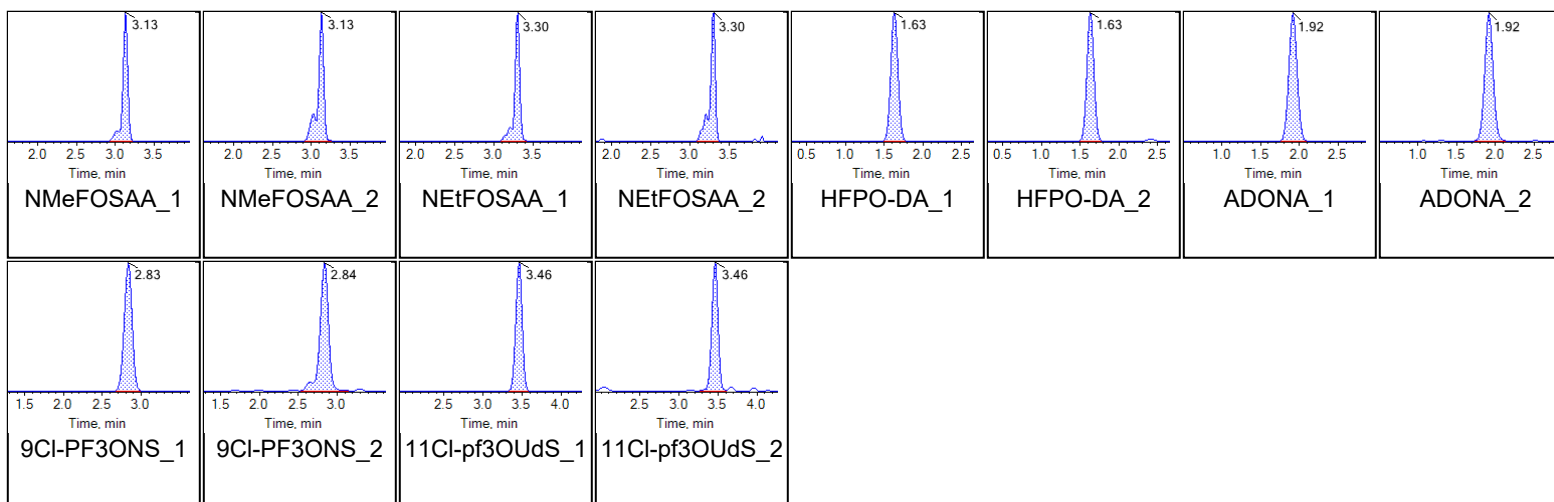 3.13 3.13 3.30 3.30 1.63 1.63 1.92 1.92
2.0 2.5 3.0 3.5 2.0 2.5 3.0 3.5 2.0 2.5 3.0 3.5 2.0 2.5 3.0 3.5 0.5 1.0 1.5 2.0 2.5 0.5 1.0 1.5 2.0 2.5 1.0 1.5 2.0 2.5 1.0 1.5 2.0 2.5
Time, min Time, min Time, min Time, min Time, min Time, min Time, min Time, min
NMeFOSAA_1 NMeFOSAA_2 NEtFOSAA_1 NEtFOSAA_2 HFPO-DA_1 HFPO-DA_2 ADONA_1 ADONA_2
2.83 2.84 3.46 3.46
1.5 2.0 2.5 3.0 1.5 2.0 2.5 3.0 2.5 3.0 3.5 4.0 2.5 3.0 3.5 4.0
Time, min Time, min Time, min Time, min
9Cl-PF3ONS_1 9Cl-PF3ONS_2 11Cl-pf3OUdS_1 11Cl-pf3OUdS_2